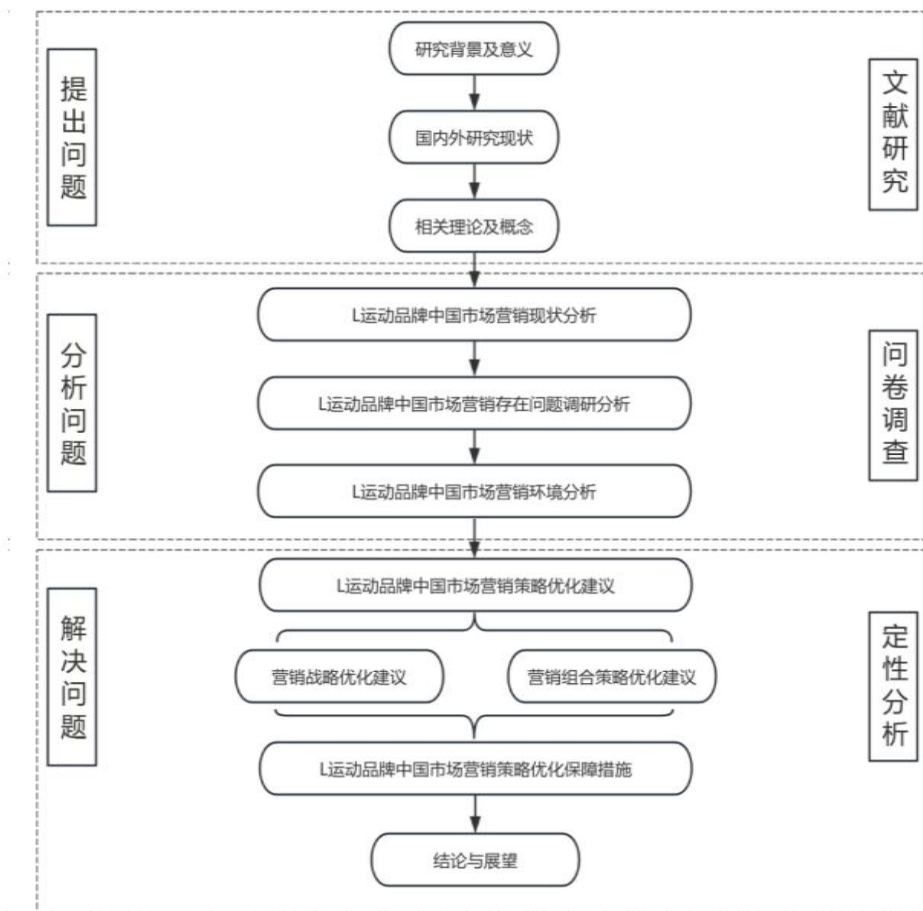 提出问题
文献研究
研究背景及意义
国内外研究现状
相关理论及概念
分析问题
问卷调查
L运动品牌中国市场营销现状分析
L运动品牌中国市场营销存在问题调研分析
L运动品牌中国市场营销环境分析
解决问题
定性分析
L运动品牌中国市场营销策略优化建议
营销战略优化建议
营销组合策略优化建议
L运动品牌中国市场营销策略优化保障措施
结论与展望